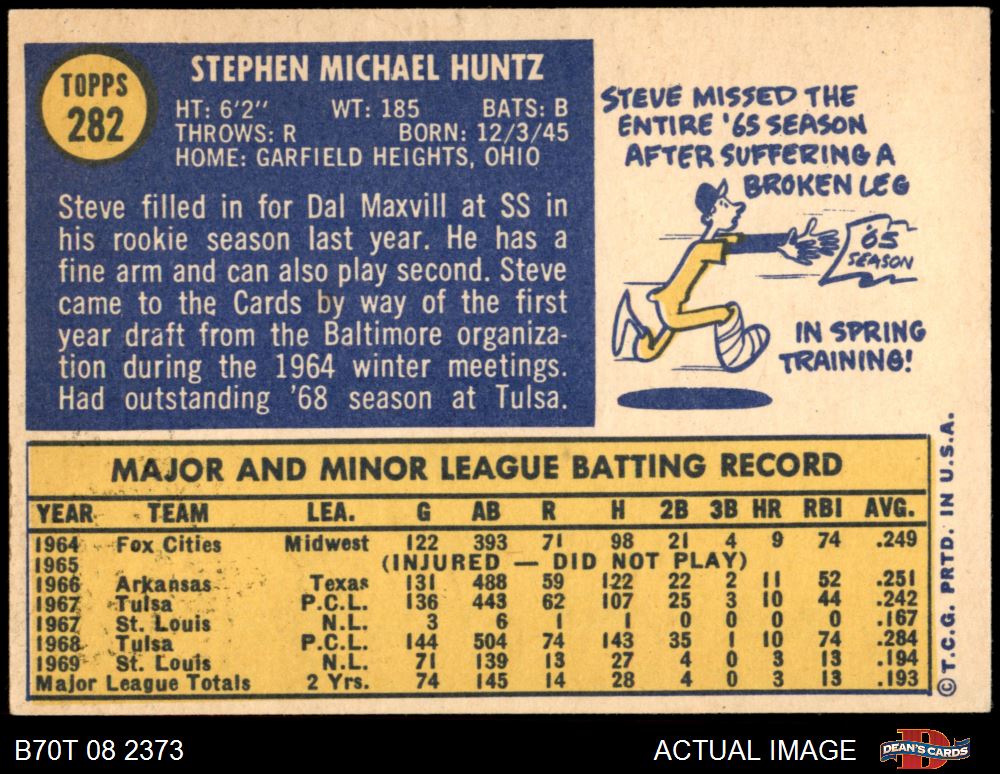 TOPPS
282
STEPHEN MICHAEL HUNTZ
HT: 6'2" WT: 185 BATS: B
THROWS: R BORN: 12/3/45
HOME: GARFIELD HEIGHTS, OHIO
Steve filled in for Dal Maxvill at SS in
his rookie season last year. He has a
fine arm and can also play second. Steve
came to the Cards by way of the first
year draft from the Baltimore organiza-
tion during the 1964 winter meetings.
Had outstanding '68 season at Tulsa.
STEVE MISSED THE
ENTIRE '65 SEASON
AFTER SUFFERING A
BROKEN LEG
'65
SEASON
IN SPRING
TRAINING!
MAJOR AND MINOR LEAGUE BATTING RECORD
YEAR TEAM LEA. G AB R H 2B 3B HR RBI AVG.
1964 Fox Cities Midwest 122 393 71 98 21 4 9 74 .249
1965 (INJURED — DID NOT PLAY)
1966 Arkansas Texas 131 488 59 122 22 2 11 52 .251
1967 Tulsa P.C.L. 136 443 62 107 25 3 10 44 .242
1967 St. Louis N.L. 3 6 1 1 0 0 0 0 .167
1968 Tulsa P.C.L. 144 504 74 143 35 1 10 74 .284
1969 St. Louis N.L. 71 139 13 27 4 0 3 13 .194
Major League Totals 2 Yrs. 74 145 14 28 4 0 3 13 .193
© T.C.G. PRTD. IN U.S.A.
B70T 08 2373
ACTUAL IMAGE
B
DEAN'S CARDS